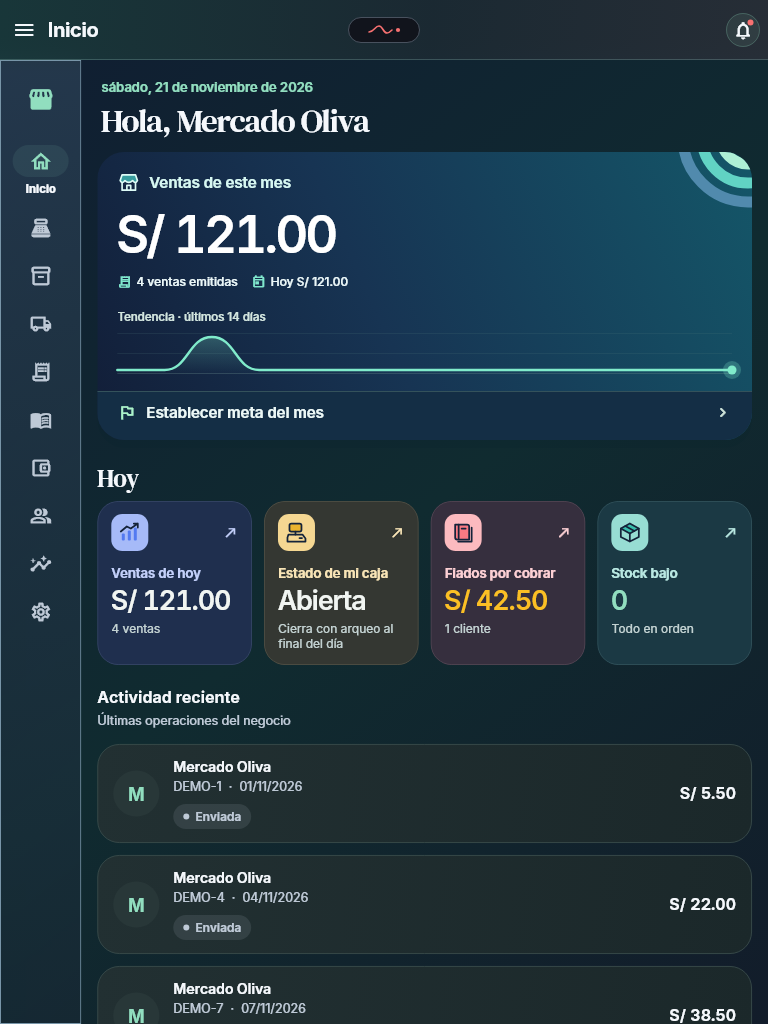 Inicio
sábado, 21 de noviembre de 2026
Hola, Mercado Oliva
Inicio
Ventas de este mes
S/ 121.00
4 ventas emitidas
Hoy S/ 121.00
Tendencia · últimos 14 días
Establecer meta del mes
Hoy
Ventas de hoy
S/ 121.00
4 ventas
Estado de mi caja
Abierta
Cierra con arqueo al
final del día
Fiados por cobrar
S/ 42.50
1 cliente
Stock bajo
0
Todo en orden
Actividad reciente
Últimas operaciones del negocio
M
Mercado Oliva
DEMO-1 · 01/11/2026
Enviada
S/ 5.50
M
Mercado Oliva
DEMO-4 · 04/11/2026
Enviada
S/ 22.00
M
Mercado Oliva
DEMO-7 · 07/11/2026
S/ 38.50